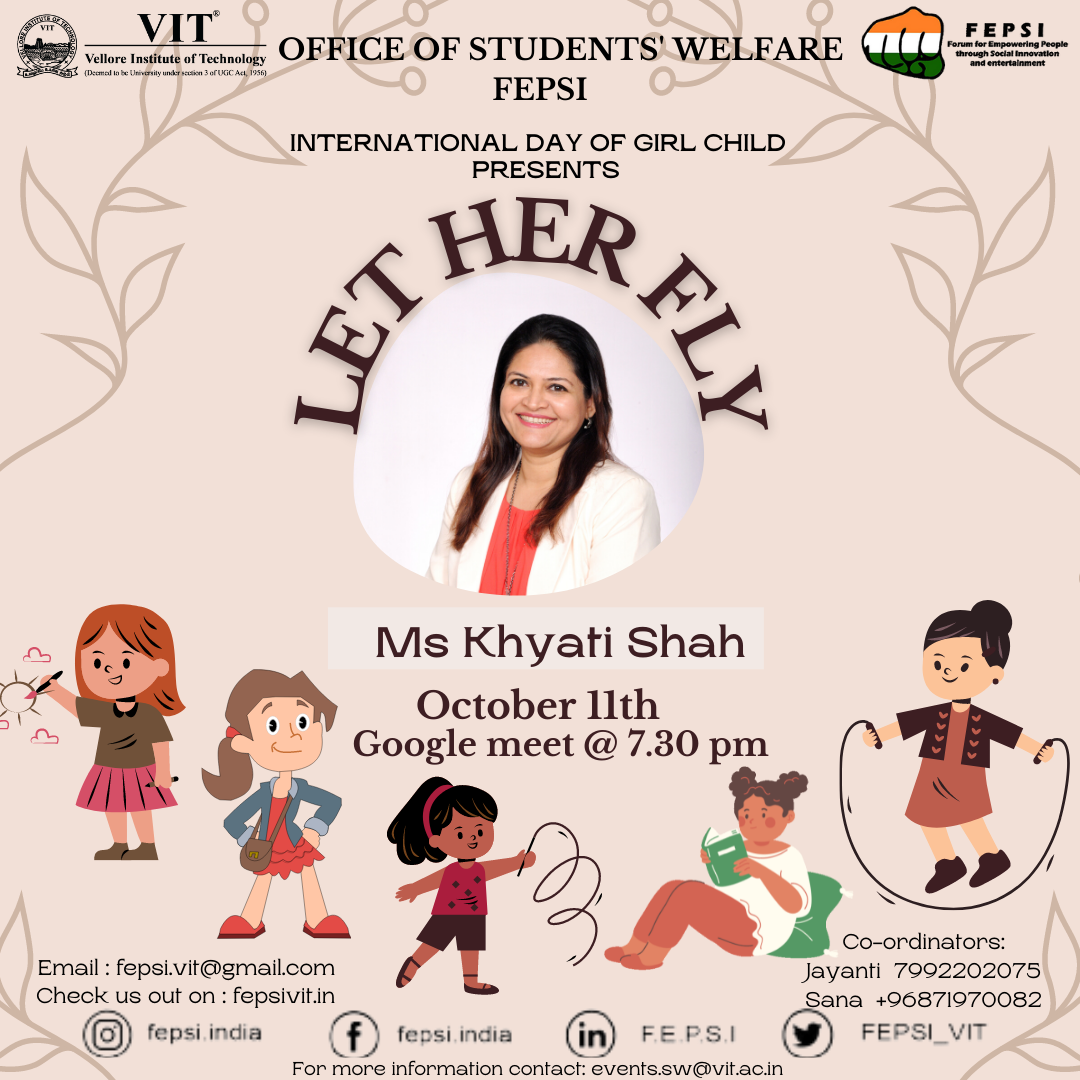 VIT®
Vellore Institute of Technology
(Deemed to be University under section 3 of UGC Act, 1956)
OFFICE OF STUDENTS' WELFARE
FEPSI
FEPSI
Forum for Empowering People
through Social Innovation
and entertainment
INTERNATIONAL DAY OF GIRL CHILD
PRESENTS
LET HER FLY
Ms Khyati Shah
October 11th
Google meet @ 7.30 pm
Email : fepsi.vit@gmail.com
Check us out on : fepsivit.in
Co-ordinators:
Jayanti 7992202075
Sana +96871970082
fepsi.india
fepsi.india
F.E.P.S.I
FEPSI_VIT
For more information contact: events.sw@vit.ac.in